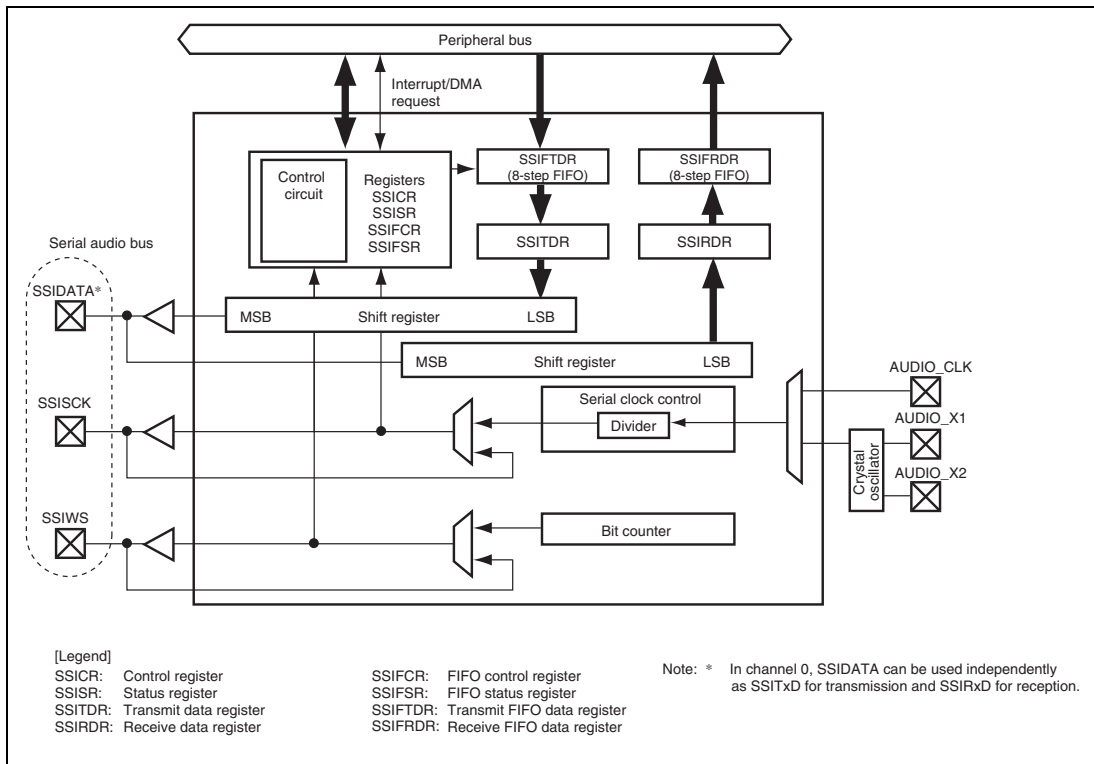 Peripheral bus
Interrupt/DMA
request
Control
circuit
Registers
SSICR
SSISR
SSIFCR
SSIFSR
SSIFTDR
(8-step FIFO)
SSIFRDR
(8-step FIFO)
SSITDR
SSIRDR
Serial audio bus
SSIDATA*
MSB Shift register LSB
MSB Shift register LSB
SSISCK
Serial clock control
Divider
AUDIO_CLK
AUDIO_X1
AUDIO_X2
Crystal
oscillator
SSIWS
Bit counter
[Legend]
SSICR: Control register
SSISR: Status register
SSITDR: Transmit data register
SSIRDR: Receive data register
SSIFCR: FIFO control register
SSIFSR: FIFO status register
SSIFTDR: Transmit FIFO data register
SSIFRDR: Receive FIFO data register
Note: * In channel 0, SSIDATA can be used independently
as SSITxD for transmission and SSIRxD for reception.